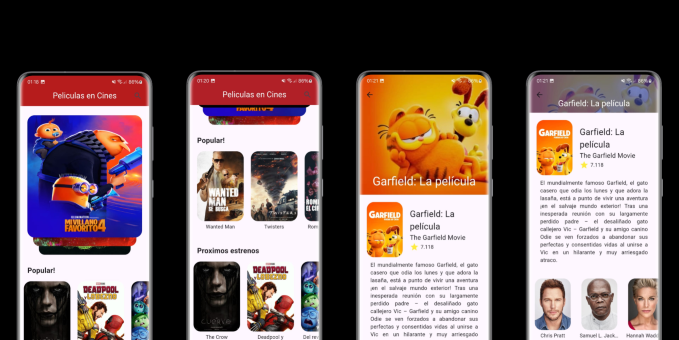 01:18
86%
Peliculas en Cines
MI VILLANO
FAVORITO 4
Popular!
01:20
86%
Peliculas en Cines
FAVORITO 4
Popular!
WANTED
MAN
SE BUSCA
TWISTERS
Wanted Man
Twisters
Proximos estrenos
DEADPOOL
The Crow
Deadpool y
01:21
86%
Garfield: La película
GARFIELD
Garfield: La
película
The Garfield Movie
7.118
El mundialmente famoso Garfield, el gato
casero que odia los lunes y que adora la
lasaña, está a punto de vivir una aventura
¡en el salvaje mundo exterior! Tras una
inesperada reunión con su largamente
perdido padre – el desaliñado gato
callejero Vic – Garfield y su amigo canino
Odie se ven forzados a abandonar sus
perfectas y consentidas vidas al unirse a
Vic en un hilarante y muy arriesgado
01:21
86%
Garfield: La película
GARFIELD
Garfield: La
película
The Garfield Movie
7.118
El mundialmente famoso Garfield, el gato
casero que odia los lunes y que adora la
lasaña, está a punto de vivir una aventura
¡en el salvaje mundo exterior! Tras una
inesperada reunión con su largamente
perdido padre – el desaliñado gato
callejero Vic – Garfield y su amigo canino
Odie se ven forzados a abandonar sus
perfectas y consentidas vidas al unirse a
Vic en un hilarante y muy arriesgado
atraco.
Chris Pratt
Samuel L. Jack..
Hannah Wadd